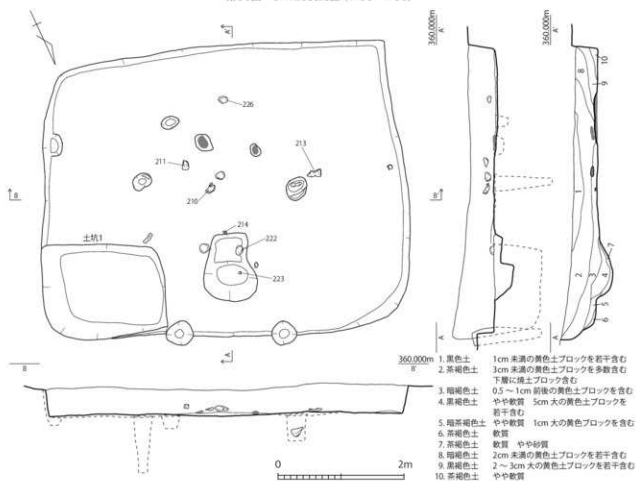 360.000m
A'
360.000m
A'
A'
10
8
9
226
211
213
210
B
B'
1
214
222
土坑1
223
7
2
3
4
5
6
A
A
A
B
360.000m
B'
1. 黒色土 1cm 未満の黄色土ブロックを若干含む
2. 茶褐色土 3cm 未満の黄色土ブロックを多数含む
下層に焼土ブロック含む
3. 暗褐色土 0.5～1cm 前後の黄色土ブロックを含む
4. 黒褐色土 やや軟質 5cm 大の黄色土ブロックを
若干含む
5. 暗茶褐色土 やや軟質 1cm 大の黄色ブロックを含む
6. 茶褐色土 軟質
7. 茶褐色土 軟質 やや砂質
8. 暗褐色土 2cm 未満の黄色土ブロックを若干含む
9. 黒褐色土 2～3cm 大の黄色土ブロックを若干含む
10. 茶褐色土 やや軟質
0
2m